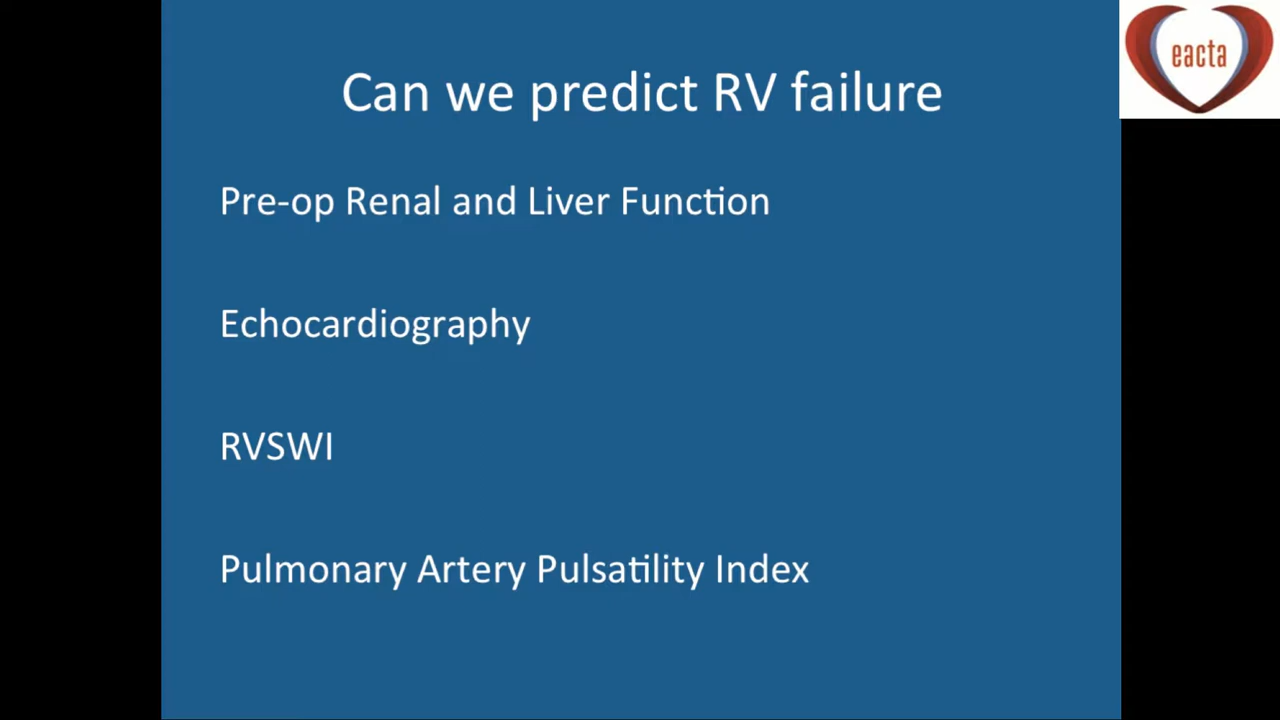 eacta
Can we predict RV failure
Pre-op Renal and Liver Function
Echocardiography
RVSWI
Pulmonary Artery Pulsatility Index